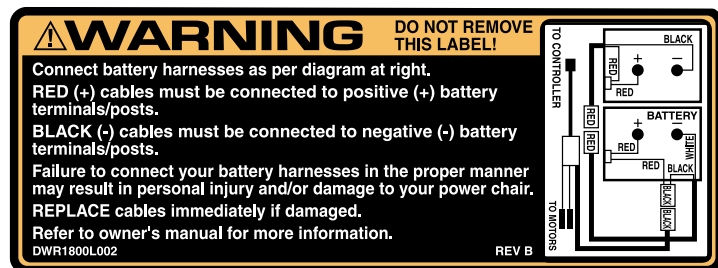 WARNING
DO NOT REMOVE
THIS LABEL!
Connect battery harnesses as per diagram at right.
RED (+) cables must be connected to positive (+) battery
terminals/posts.
BLACK (-) cables must be connected to negative (-) battery
terminals/posts.
Failure to connect your battery harnesses in the proper manner
may result in personal injury and/or damage to your power chair.
REPLACE cables immediately if damaged.
Refer to owner's manual for more information.
DWR1800L002
REV B
TO CONTROLLER
BLACK
RED
+
-
RED
BATTERY
+
-
RED
RED
RED
WHITE
RED
BLACK
BLACK
BLACK
TO MOTORS